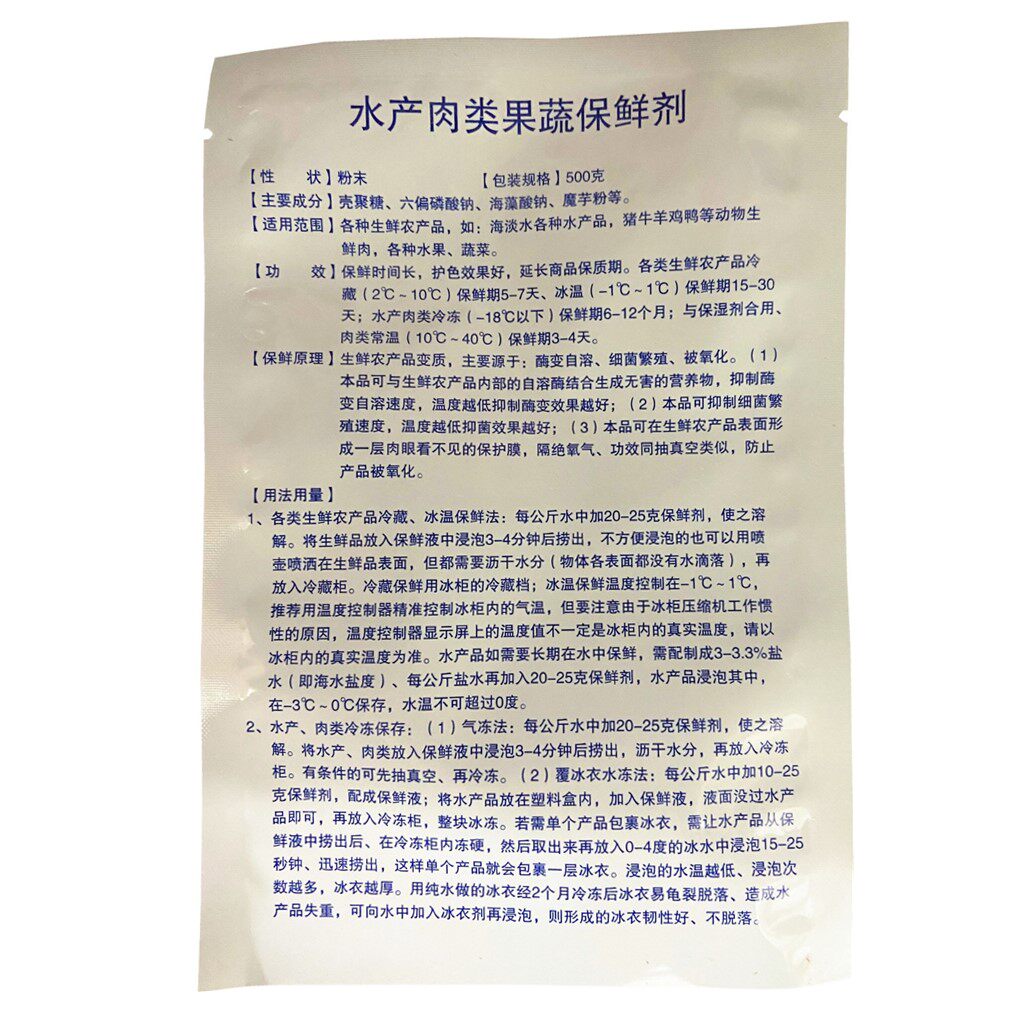 水产肉类果蔬保鲜剂
【性　　状】粉末　　【包装规格】500克
【主要成分】壳聚糖、六偏磷酸钠、海藻酸钠、魔芋粉等。
【适用范围】各种生鲜农产品，如：海淡水各种水产品，猪牛羊鸡鸭等动物生
鲜肉，各种水果、蔬菜。
【功　　效】保鲜时间长，护色效果好，延长商品保质期。各类生鲜农产品冷
藏（2℃~10℃）保鲜期5-7天、冰温（-1℃~1℃）保鲜期15-30
天；水产肉类冷冻（-18℃以下）保鲜期6-12个月；与保湿剂合用、
肉类常温（10℃~40℃）保鲜期3-4天。
【保鲜原理】生鲜农产品变质，主要源于：酶变自溶、细菌繁殖、被氧化。（1）
本品可与生鲜农产品内部的自溶酶结合生成无害的营养物，抑制酶
变自溶速度，温度越低抑制酶变效果越好；（2）本品可抑制细菌繁
殖速度，温度越低抑菌效果越好；（3）本品可在生鲜农产品表面形
成一层肉眼看不见的保护膜，隔绝氧气、功效同抽真空类似，防止
产品被氧化。
【用法用量】
1、各类生鲜农产品冷藏、冰温保鲜法：每公斤水中加20-25克保鲜剂，使之溶
解。将生鲜品放入保鲜液中浸泡3-4分钟后捞出，不方便浸泡的也可以用喷
壶喷洒在生鲜品表面，但都需要沥干水分（物体各表面都没有水滴落），再
放入冷藏柜。冷藏保鲜用冰柜的冷藏档；冰温保鲜温度控制在-1℃~1℃，
推荐用温度控制器精准控制冰柜内的气温，但要注意由于冰柜压缩机工作惯
性的原因，温度控制器显示屏上的温度值不一定是冰柜内的真实温度，请以
冰柜内的真实温度为准。水产品如需要长期在水中保鲜，需配制成3-3.3%盐
水（即海水盐度）、每公斤盐水再加入20-25克保鲜剂，水产品浸泡其中，
在-3℃~0℃保存，水温不可超过0度。
2、水产、肉类冷冻保存：（1）气冻法：每公斤水中加20-25克保鲜剂，使之溶
解。将水产、肉类放入保鲜液中浸泡3-4分钟后捞出，沥干水分，再放入冷冻
柜。有条件的可先抽真空、再冷冻。（2）覆冰衣水冻法：每公斤水中加10-25
克保鲜剂，配成保鲜液；将水产品放在塑料盒内，加入保鲜液，液面没过水产
品即可，再放入冷冻柜，整块冰冻。若需单个产品包裹冰衣，需让水产品从保
鲜液中捞出后、在冷冻柜内冻硬，然后取出来再放入0-4度的冰水中浸泡15-25
秒钟、迅速捞出，这样单个产品就会包裹一层冰衣。浸泡的水温越低、浸泡次
数越多，冰衣越厚。用纯水做的冰衣经2个月冷冻后冰衣易龟裂脱落、造成水
产品失重，可向水中加入冰衣剂再浸泡，则形成的冰衣韧性好、不脱落。